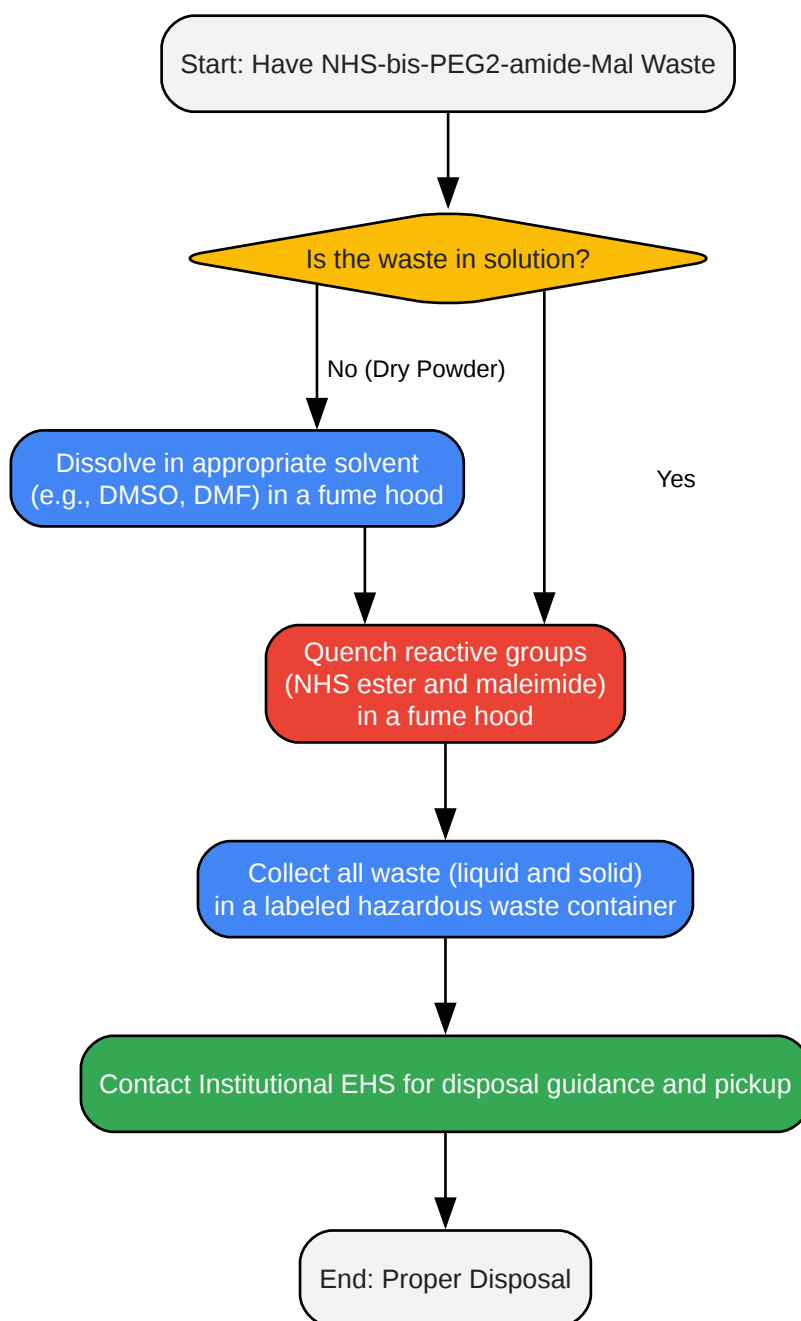 Start: Have NHS-bis-PEG2-amide-Mal Waste
Is the waste in solution?
No (Dry Powder)
Dissolve in appropriate solvent
(e.g., DMSO, DMF) in a fume hood
Yes
Quench reactive groups
(NHS ester and maleimide)
in a fume hood
Collect all waste (liquid and solid)
in a labeled hazardous waste container
Contact Institutional EHS for disposal guidance and pickup
End: Proper Disposal